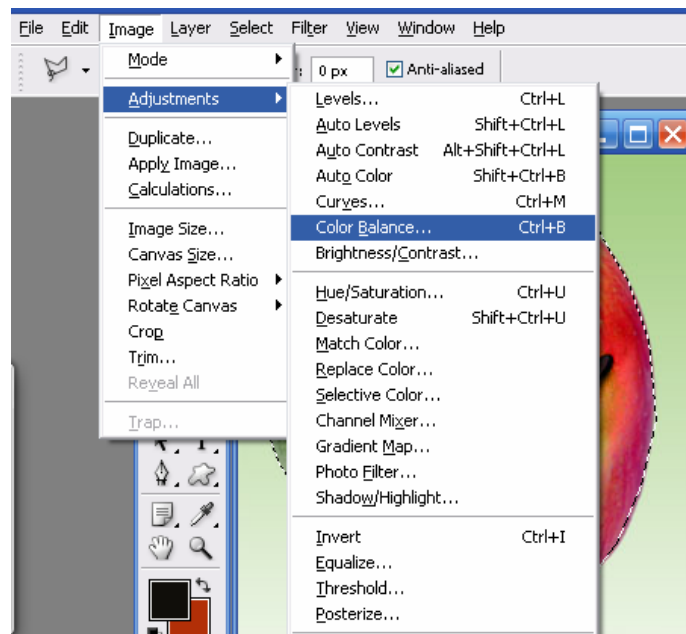 File Edit Image Layer Select Filter View Window Help
0 px Anti-aliased
Mode
Adjustments
Duplicate...
Apply Image...
Calculations...
Image Size...
Canvas Size...
Pixel Aspect Ratio
Rotate Canvas
Crop
Trim...
Reveal All
Trap...
Levels... Ctrl+L
Auto Levels Shift+Ctrl+L
Auto Contrast Alt+Shift+Ctrl+L
Auto Color Shift+Ctrl+B
Curves... Ctrl+M
Color Balance... Ctrl+B
Brightness/Contrast...
Hue/Saturation... Ctrl+U
Desaturate Shift+Ctrl+U
Match Color...
Replace Color...
Selective Color...
Channel Mixer...
Gradient Map...
Photo Filter...
Shadow/Highlight...
Invert Ctrl+I
Equalize...
Threshold...
Posterize...